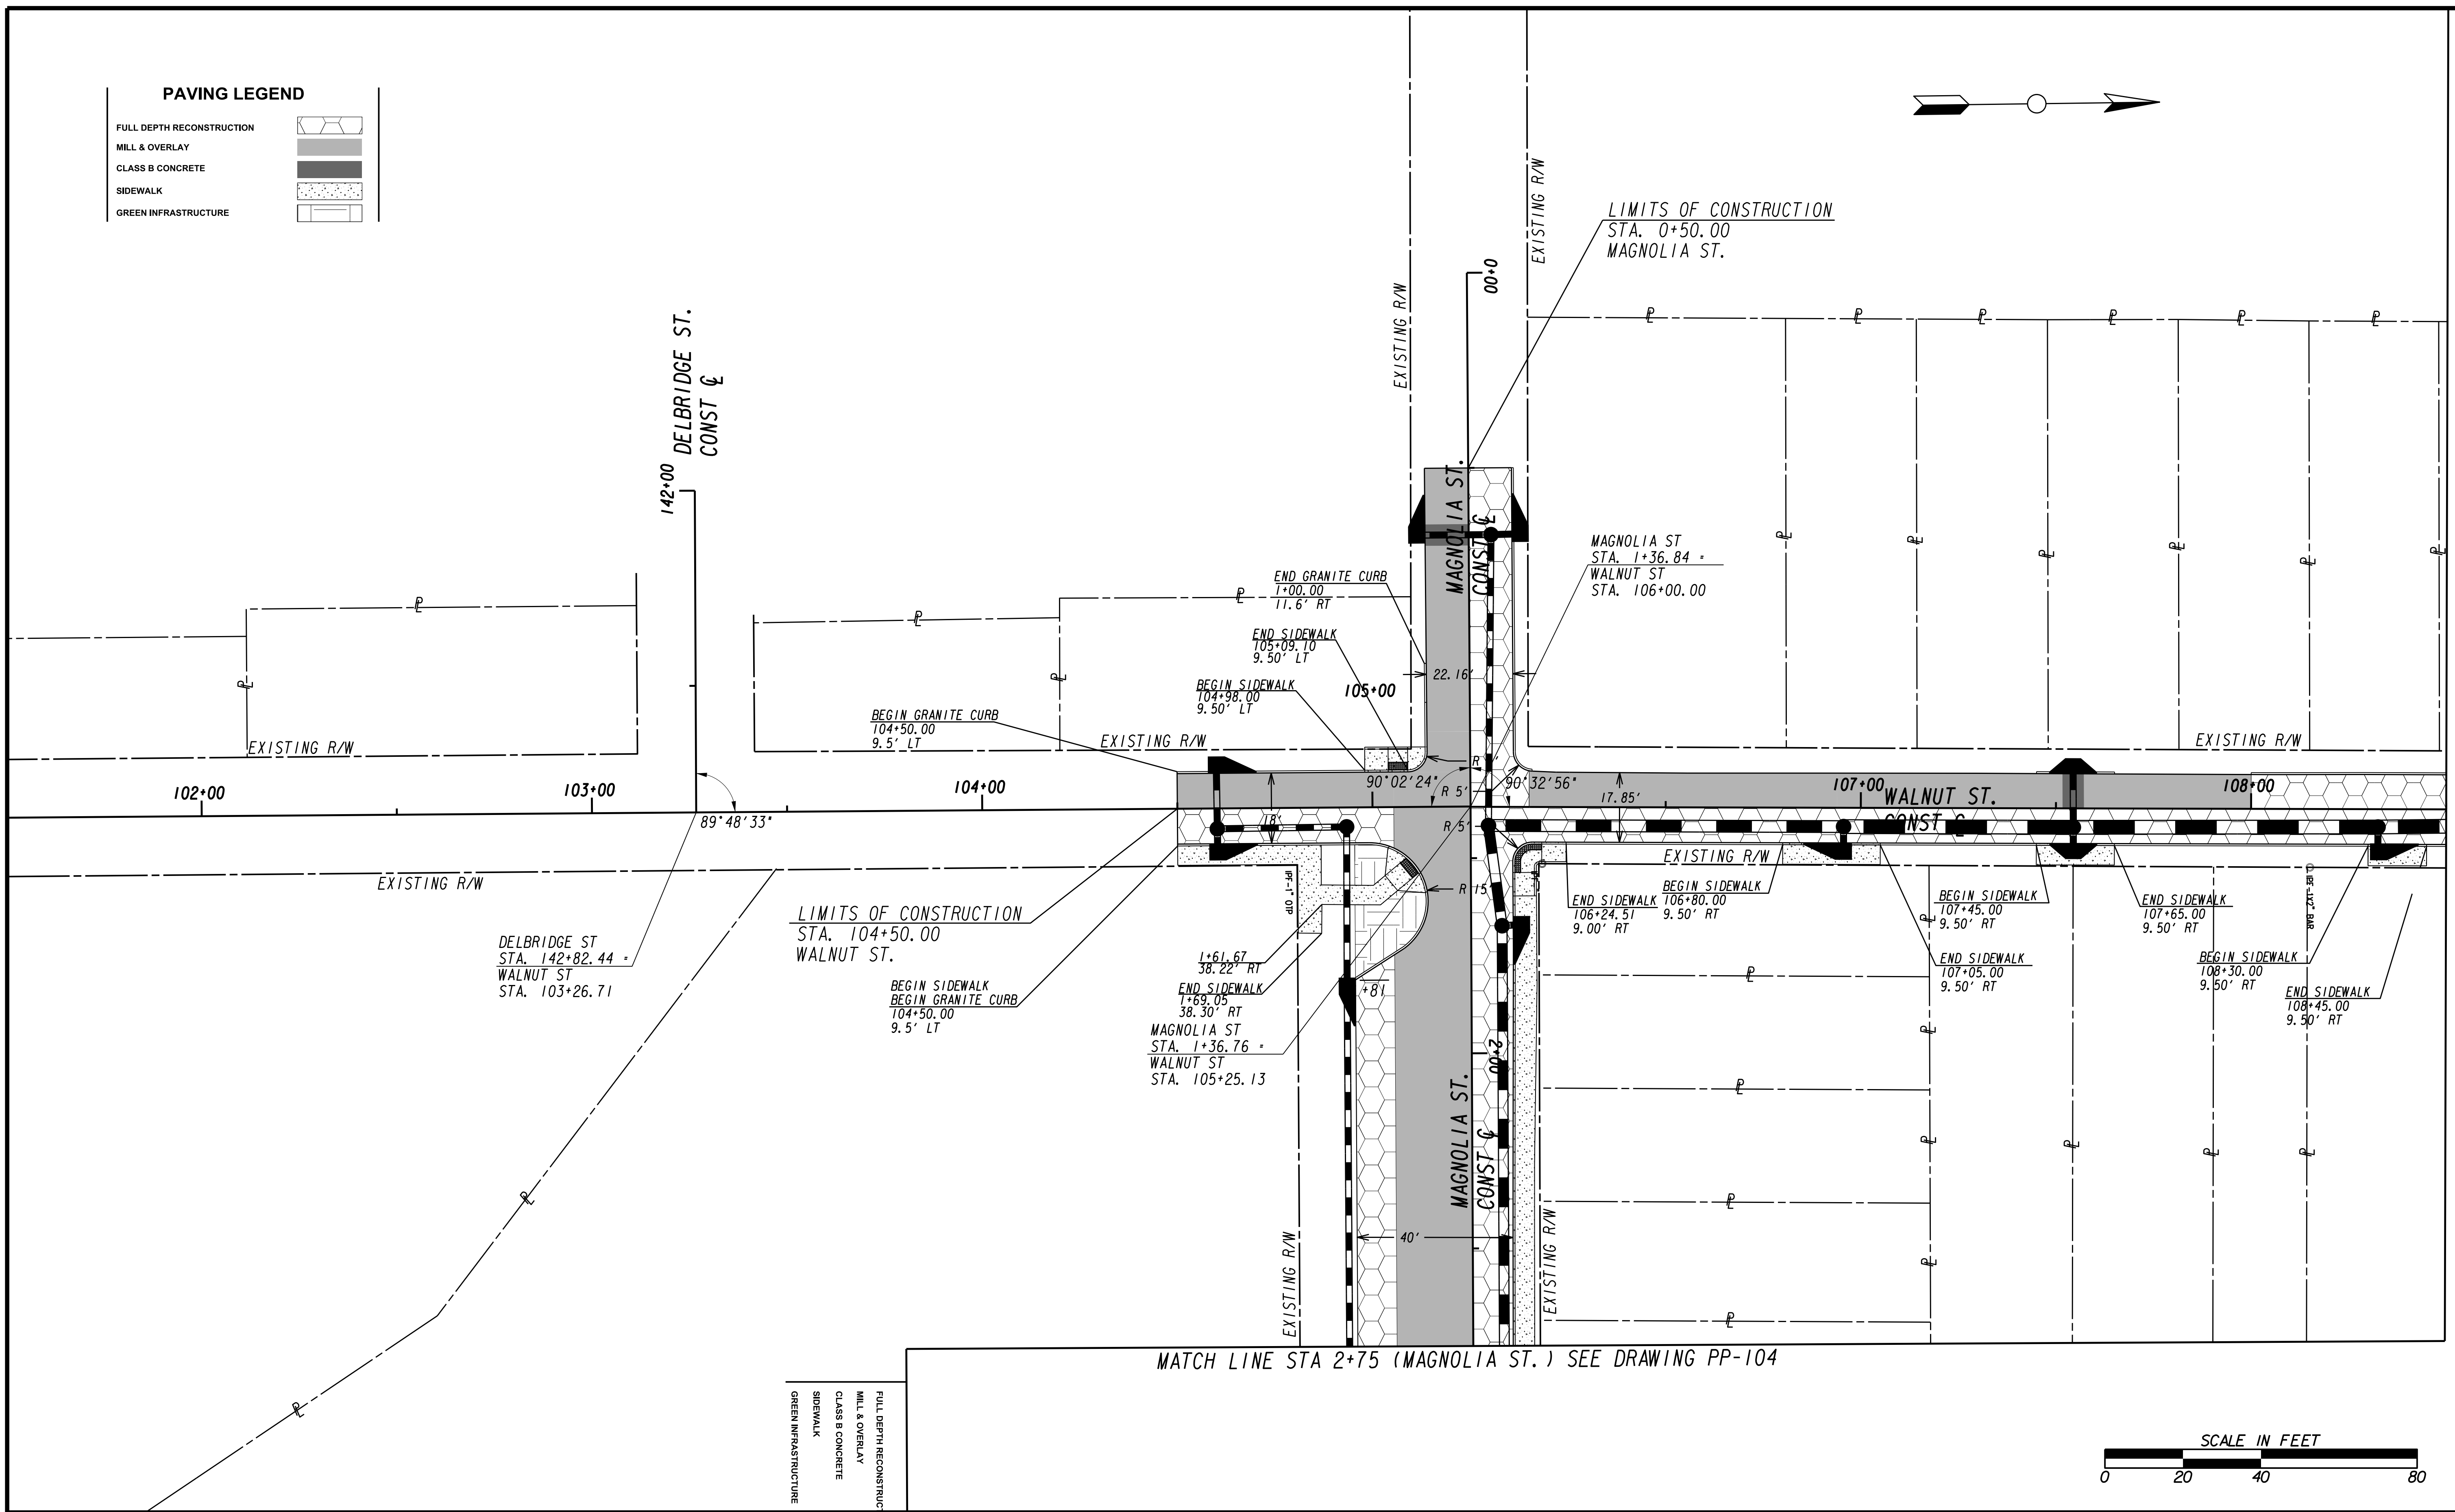 PAVING LEGEND
FULL DEPTH RECONSTRUCTION
MILL & OVERLAY
CLASS B CONCRETE
SIDEWALK
GREEN INFRASTRUCTURE
EXISTING R/W
EXISTING R/W
LIMITS OF CONSTRUCTION
STA. 0+50.00
MAGNOLIA ST.
0+00
DELBRIDGE ST.
CONST ℄
142+00
MAGNOLIA ST.
CONST ℄
MAGNOLIA ST
STA. 1+36.84 =
WALNUT ST
STA. 106+00.00
END GRANITE CURB
1+00.00
11.6' RT
END SIDEWALK
105+09.10
9.50' LT
BEGIN SIDEWALK
104+98.00
9.50' LT
105+00
22.16'
BEGIN GRANITE CURB
104+50.00
9.5' LT
EXISTING R/W
EXISTING R/W
EXISTING R/W
102+00
103+00
104+00
107+00
108+00
WALNUT ST.
CONST ℄
89°48'33"
90°02'24"
90°32'56"
R
R 5'
R 5'
R 15'
18'
17.85'
EXISTING R/W
EXISTING R/W
IPF-1" OTP
IPF-1X2" BAR
DELBRIDGE ST
STA. 142+82.44 =
WALNUT ST
STA. 103+26.71
LIMITS OF CONSTRUCTION
STA. 104+50.00
WALNUT ST.
BEGIN SIDEWALK
BEGIN GRANITE CURB
104+50.00
9.5' LT
1+61.67
38.22' RT
END SIDEWALK
1+69.05
38.30' RT
MAGNOLIA ST
STA. 1+36.76 =
WALNUT ST
STA. 105+25.13
+81
END SIDEWALK
106+24.51
9.00' RT
BEGIN SIDEWALK
106+80.00
9.50' RT
END SIDEWALK
107+05.00
9.50' RT
BEGIN SIDEWALK
107+45.00
9.50' RT
END SIDEWALK
107+65.00
9.50' RT
BEGIN SIDEWALK
108+30.00
9.50' RT
END SIDEWALK
108+45.00
9.50' RT
2+00
MAGNOLIA ST.
CONST ℄
40'
EXISTING R/W
EXISTING R/W
MATCH LINE STA 2+75 (MAGNOLIA ST.) SEE DRAWING PP-104
FULL DEPTH RECONSTRUCT
MILL & OVERLAY
CLASS B CONCRETE
SIDEWALK
GREEN INFRASTRUCTURE
SCALE IN FEET
0 20 40 80